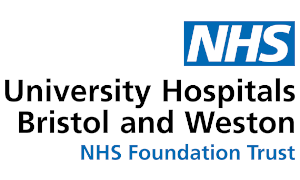 NHS
University Hospitals
Bristol and Weston
NHS Foundation Trust